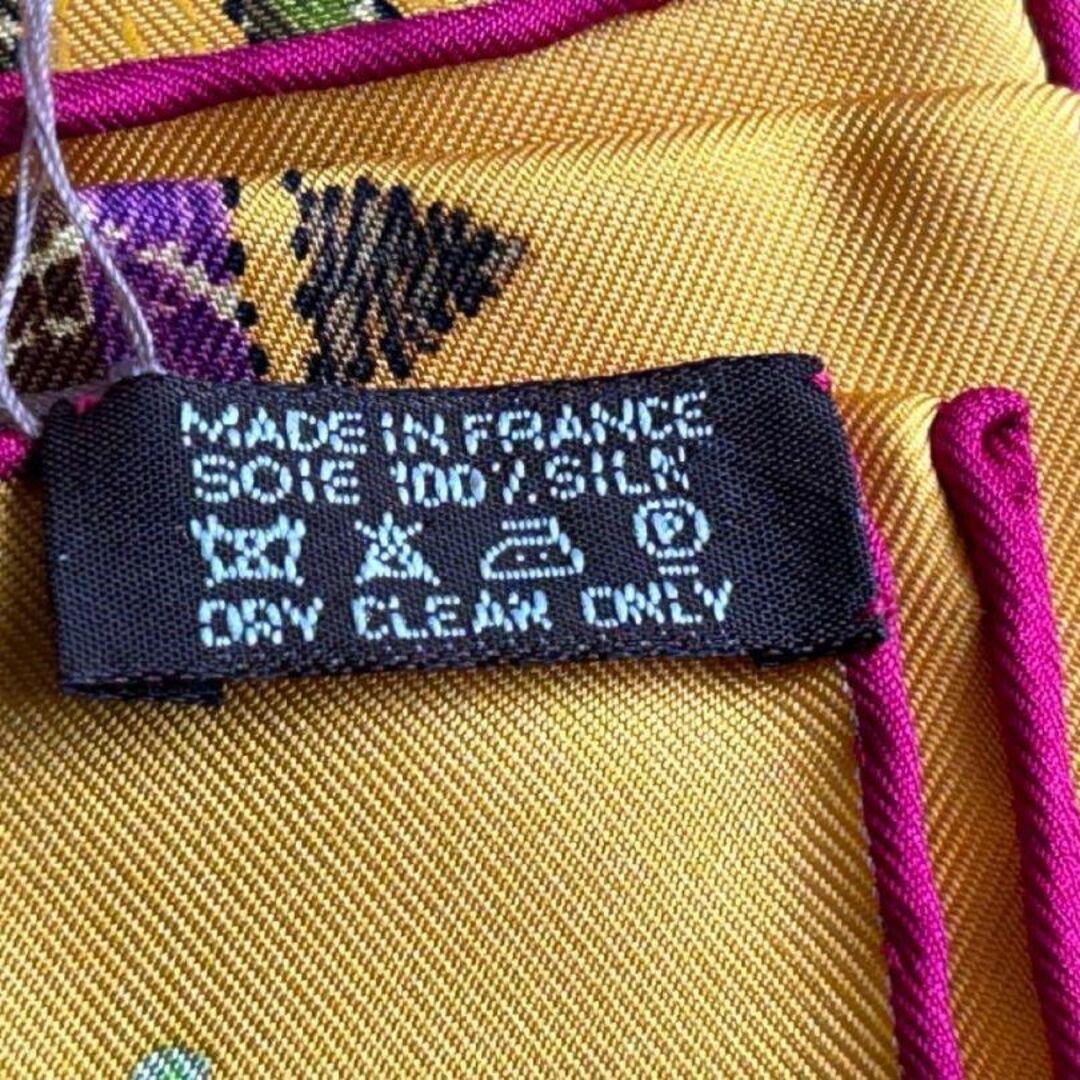 MADE IN FRANCE
SOIE 100% SILK
P
DRY CLEAN ONLY